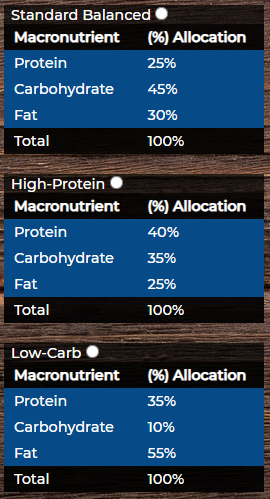 Standard Balanced
Macronutrient (%) Allocation
Protein 25%
Carbohydrate 45%
Fat 30%
Total 100%
High-Protein
Macronutrient (%) Allocation
Protein 40%
Carbohydrate 35%
Fat 25%
Total 100%
Low-Carb
Macronutrient (%) Allocation
Protein 35%
Carbohydrate 10%
Fat 55%
Total 100%